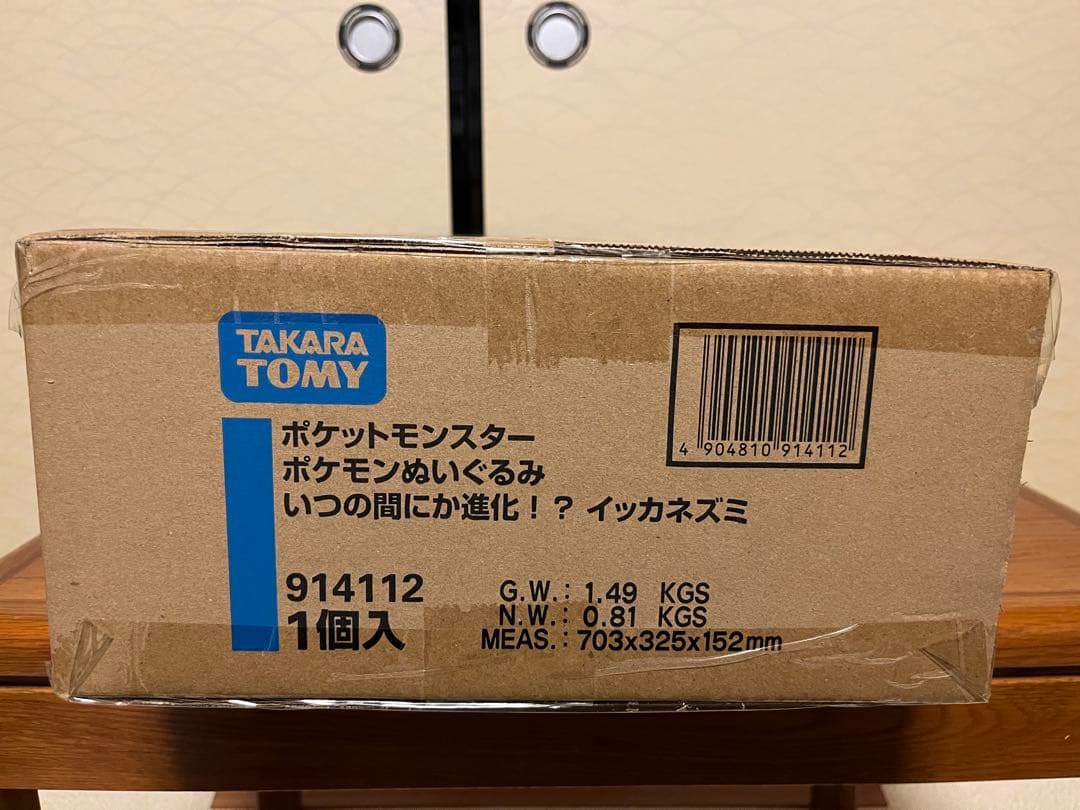 TAKARA
TOMY
ポケットモンスター
ポケモンぬいぐるみ
いつの間にか進化！？ イッカネズミ
4 904810 914112
914112
1個入
G.W.: 1.49 KGS
N.W.: 0.81 KGS
MEAS.: 703x325x152mm